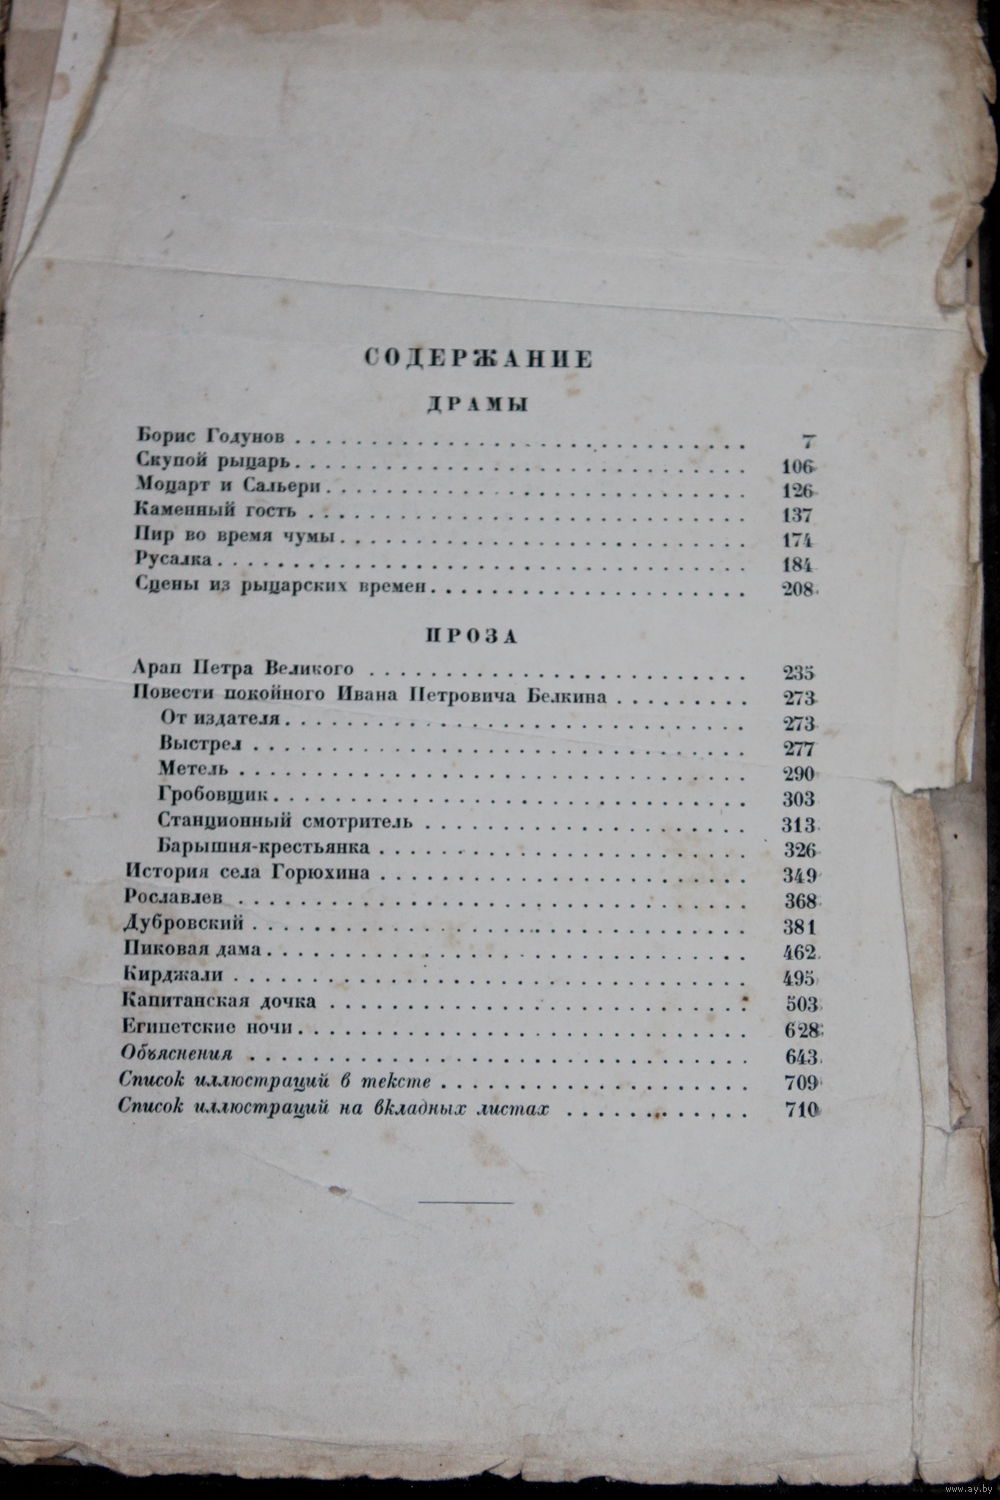 СОДЕРЖАНИЕ
ДРАМЫ
Борис Годунов . . . . . . . . . . . . . . . . . . . . . . . . . . . . . 7
Скупой рыцарь . . . . . . . . . . . . . . . . . . . . . . . . . . . . . 106
Моцарт и Сальери . . . . . . . . . . . . . . . . . . . . . . . . . . . 126
Каменный гость . . . . . . . . . . . . . . . . . . . . . . . . . . . . 137
Пир во время чумы . . . . . . . . . . . . . . . . . . . . . . . . . . 174
Русалка . . . . . . . . . . . . . . . . . . . . . . . . . . . . . . . . . . 184
Сцены из рыцарских времен . . . . . . . . . . . . . . . . . . . . 208
ПРОЗА
Арап Петра Великого . . . . . . . . . . . . . . . . . . . . . . . . 235
Повести покойного Ивана Петровича Белкина . . . . . . . . . 273
От издателя . . . . . . . . . . . . . . . . . . . . . . . . . . . . . . 273
Выстрел . . . . . . . . . . . . . . . . . . . . . . . . . . . . . . . . 277
Метель . . . . . . . . . . . . . . . . . . . . . . . . . . . . . . . . . 290
Гробовщик . . . . . . . . . . . . . . . . . . . . . . . . . . . . . . 303
Станционный смотритель . . . . . . . . . . . . . . . . . . . . . 313
Барышня-крестьянка . . . . . . . . . . . . . . . . . . . . . . . . 326
История села Горюхина . . . . . . . . . . . . . . . . . . . . . . . 349
Рославлев . . . . . . . . . . . . . . . . . . . . . . . . . . . . . . . . 368
Дубровский . . . . . . . . . . . . . . . . . . . . . . . . . . . . . . . 381
Пиковая дама . . . . . . . . . . . . . . . . . . . . . . . . . . . . . . 462
Кирджали . . . . . . . . . . . . . . . . . . . . . . . . . . . . . . . . 495
Капитанская дочка . . . . . . . . . . . . . . . . . . . . . . . . . . 503
Египетские ночи . . . . . . . . . . . . . . . . . . . . . . . . . . . . 628
Объяснения . . . . . . . . . . . . . . . . . . . . . . . . . . . . . . . 643
Список иллюстраций в тексте . . . . . . . . . . . . . . . . . . . . 709
Список иллюстраций на вкладных листах . . . . . . . . . . . . 710
www.ay.by